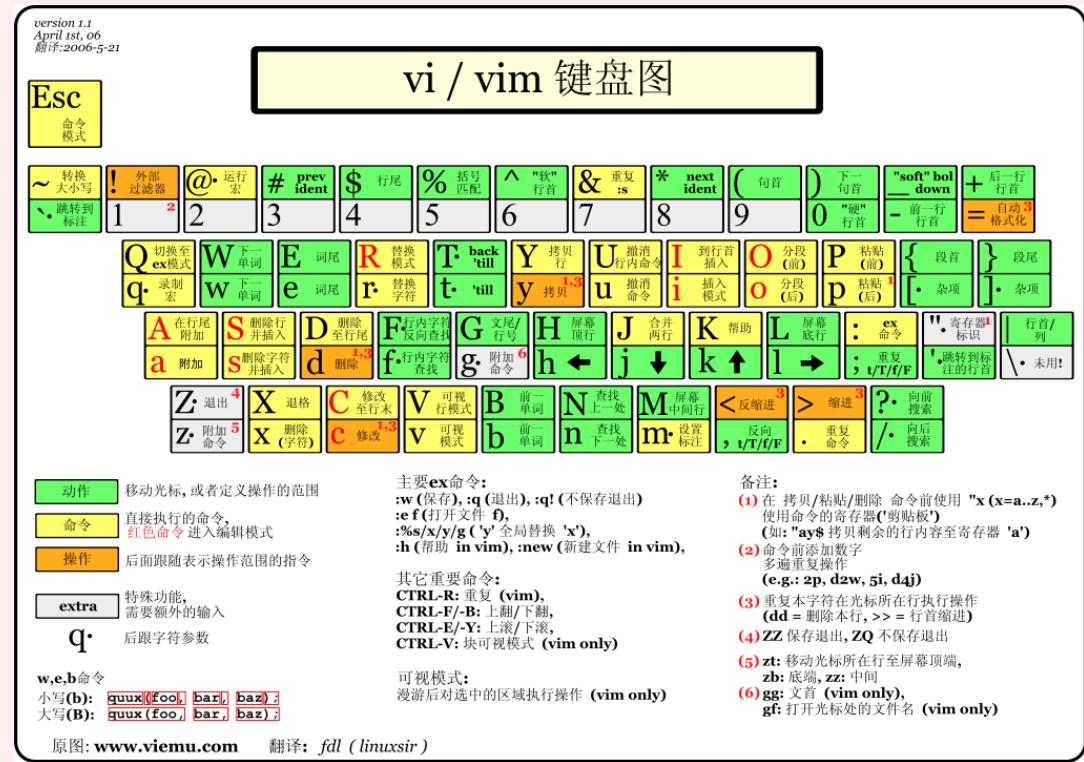 version 1.1
April 1st, 06
翻译:2006-5-21
vi / vim 键盘图
Esc
命令
模式
~ 转换
大小写
! 外部
过滤器
@· 运行
宏
# prev
ident
$ 行尾
% 括号
匹配
^ "软"
行首
& 重复
:s
* next
ident
( 句首
) 下一
句首
"soft" bol
_ down
+ 后一行
行首
`· 跳转到
标注
1 2
2
3
4
5
6
7
8
9
0 "硬"
行首
- 前一行
行首
= 自动 3
格式化
Q 切换至
ex模式
W 下一
单词
E 词尾
R 替换
模式
T· back
'till
Y 拷贝
行
U 撤消
行内命令
I 到行首
插入
O 分段
(前)
P 粘贴
(前)
{ 段首
} 段尾
q· 录制
宏
w 下一
单词
e 词尾
r· 替换
字符
t· 'till
y 拷贝 1,3
u 撤消
命令
i 插入
模式
o 分段
(后)
p 粘贴 1
(后)
[· 杂项
]· 杂项
A 在行尾
附加
S 删除行
并插入
D 删除
至行尾
F· 行内字符
反向查找
G 文尾/
行号
H 屏幕
顶行
J 合并
两行
K 帮助
L 屏幕
底行
: ex
命令
"· 寄存器 1
标识
| 行首/
列
a 附加
s 删除字符
并插入
d 删除 1,3
f· 行内字符
查找
g· 附加 6
命令
h ←
j ↓
k ↑
l →
; 重复
t/T/f/F
'· 跳转到标
注的行首
\· 未用!
Z· 退出 4
X 退格
C 修改
至行末
V 可视
行模式
B 前一
单词
N 查找
上一处
M 屏幕
中间行
< 反缩进 3
> 缩进 3
?· 向前
搜索
z· 附加 5
命令
x 删除
(字符)
c 修改 1,3
v 可视
模式
b 前一
单词
n 查找
下一处
m· 设置
标注
, 反向
t/T/f/F
. 重复
命令
/· 向后
搜索
动作 移动光标, 或者定义操作的范围
命令 直接执行的命令,
红色命令 进入编辑模式
操作 后面跟随表示操作范围的指令
extra 特殊功能,
需要额外的输入
q· 后跟字符参数
w,e,b命令
小写(b): quux(foo, bar, baz);
大写(B): quux(foo, bar, baz);
主要ex命令:
:w (保存), :q (退出), :q! (不保存退出)
:e f (打开文件 f),
:%s/x/y/g ( 'y' 全局替换 'x'),
:h (帮助 in vim), :new (新建文件 in vim),
其它重要命令:
CTRL-R: 重复 (vim),
CTRL-F/-B: 上翻/下翻,
CTRL-E/-Y: 上滚/下滚,
CTRL-V: 块可视模式 (vim only)
可视模式:
漫游后对选中的区域执行操作 (vim only)
备注:
(1) 在 拷贝/粘贴/删除 命令前使用 "x (x=a..z,*)
使用命令的寄存器('剪贴板')
(如: "ay$ 拷贝剩余的行内容至寄存器 'a')
(2) 命令前添加数字
多遍重复操作
(e.g.: 2p, d2w, 5i, d4j)
(3) 重复本字符在光标所在行执行操作
(dd = 删除本行, >> = 行首缩进)
(4) ZZ 保存退出, ZQ 不保存退出
(5) zt: 移动光标所在行至屏幕顶端,
zb: 底端, zz: 中间
(6) gg: 文首 (vim only),
gf: 打开光标处的文件名 (vim only)
原图: www.viemu.com 翻译: fdl ( linuxsir )